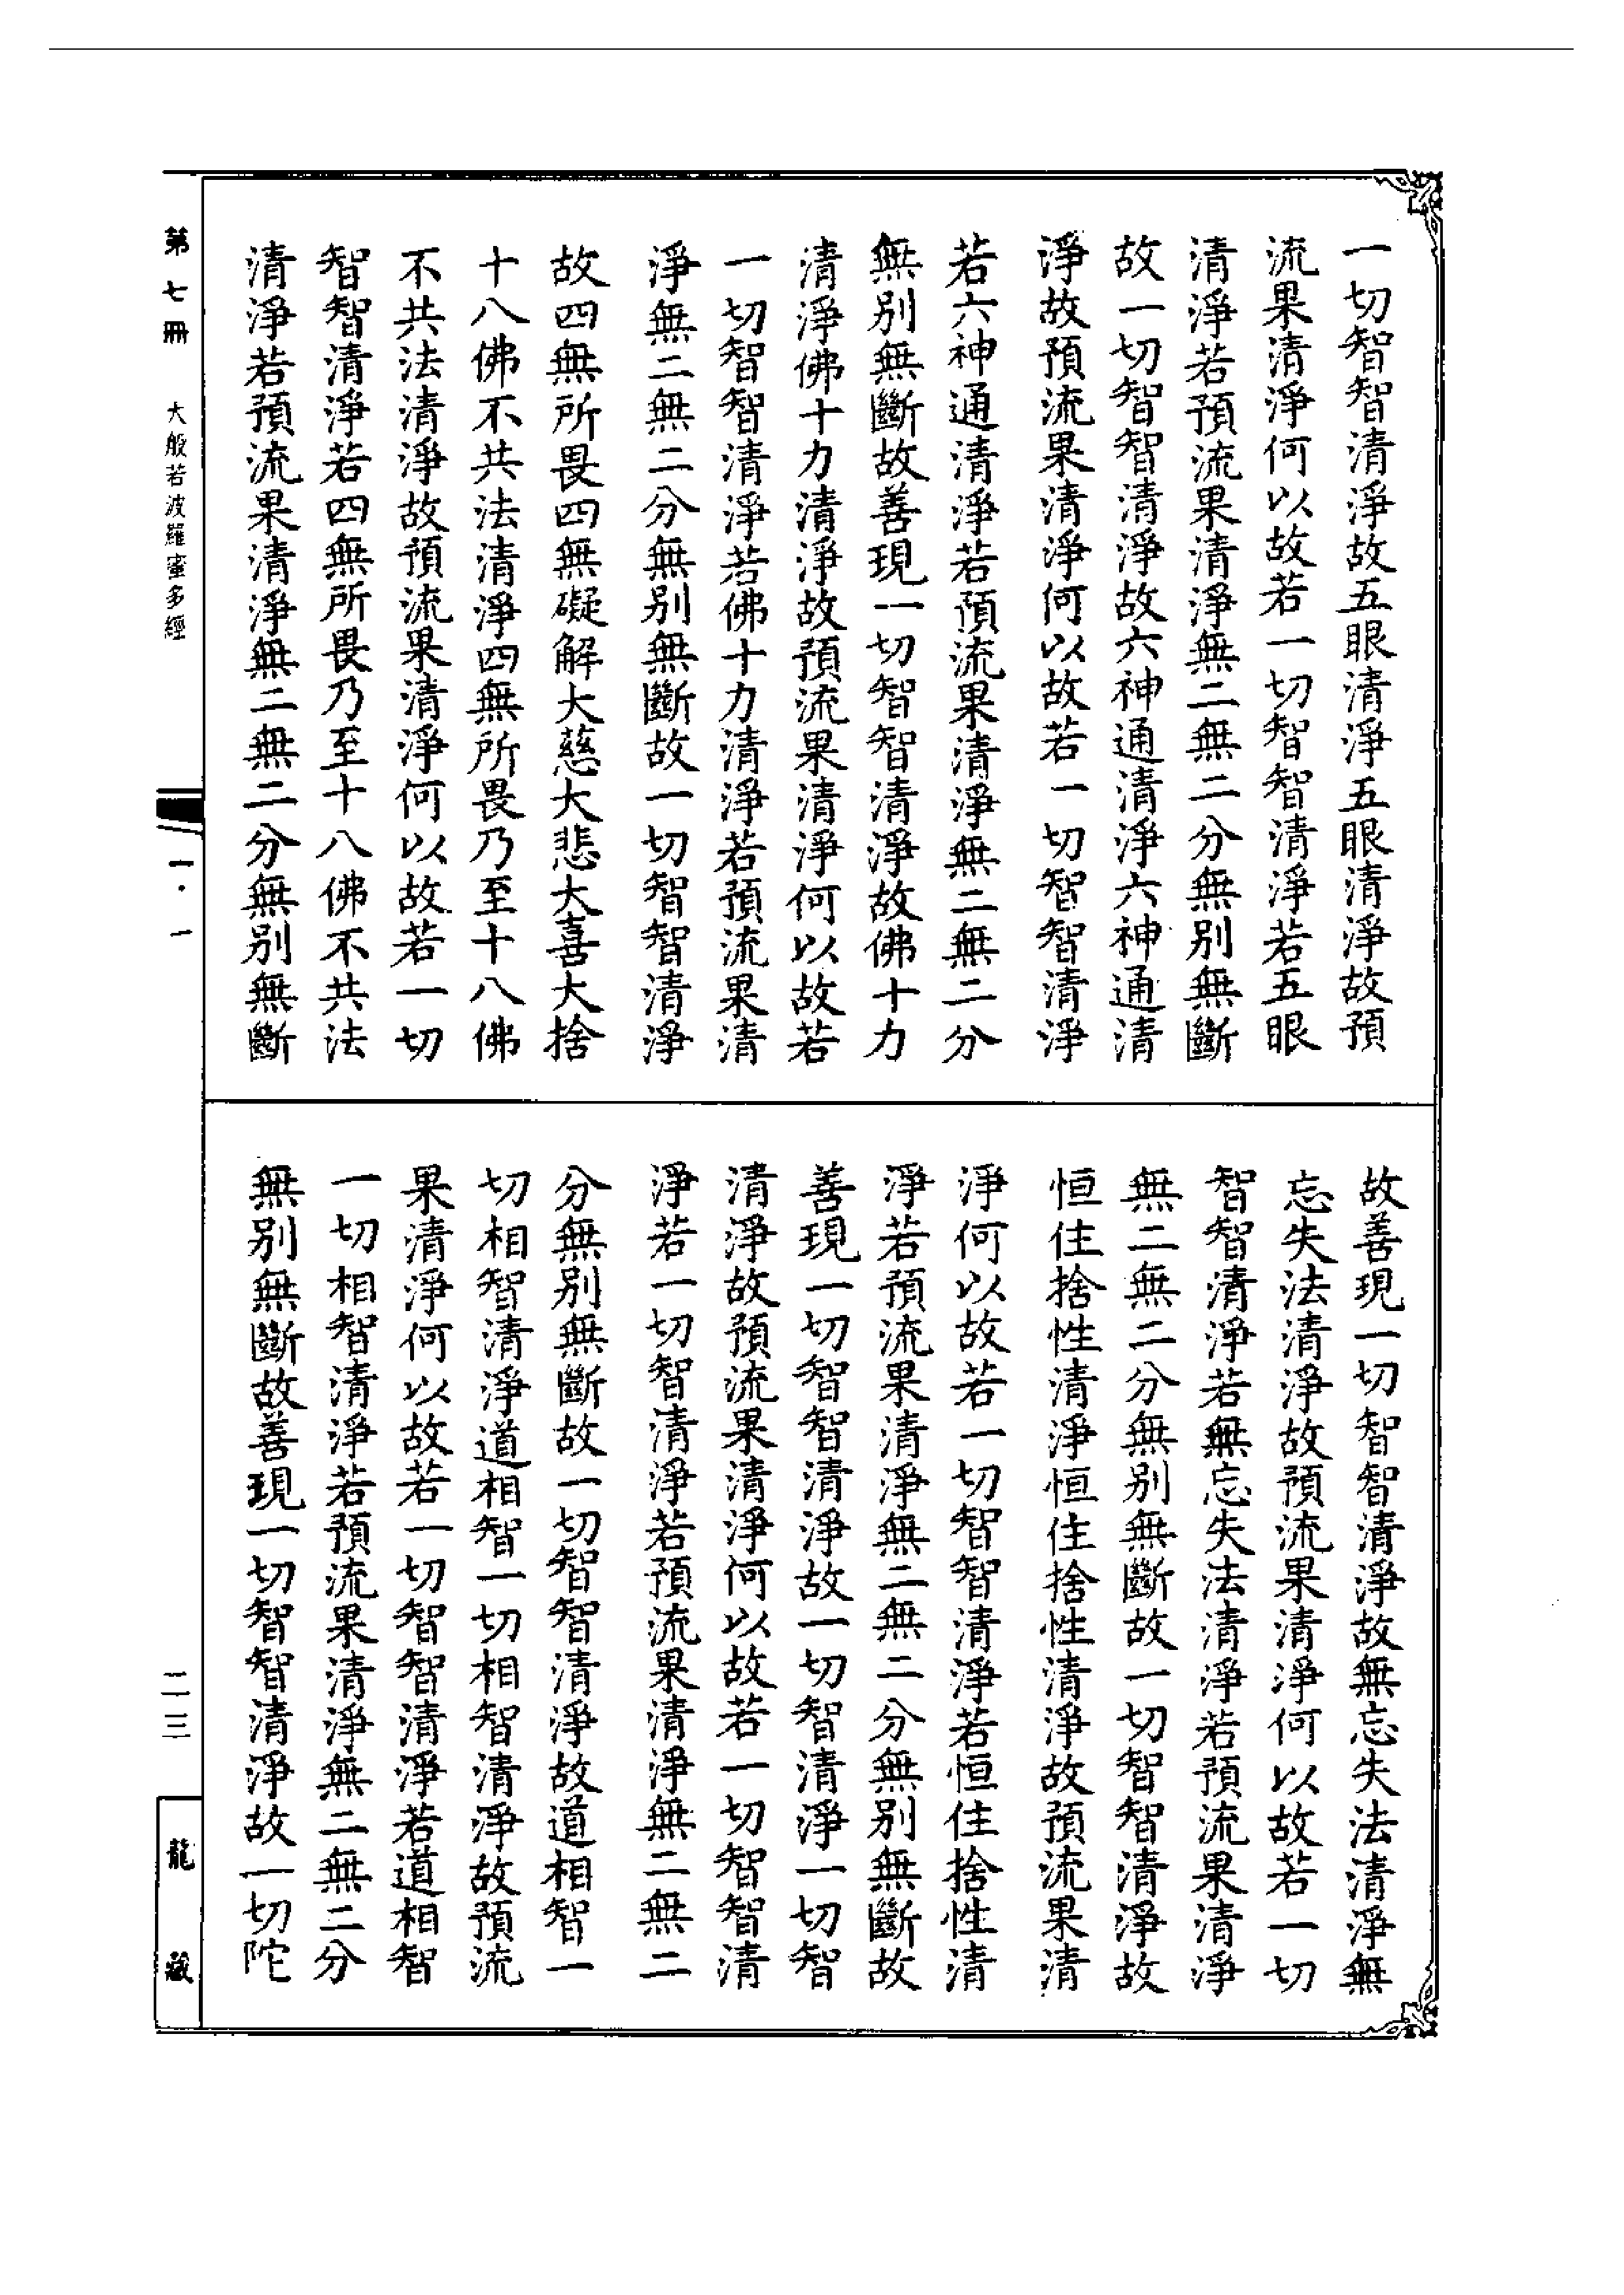 一切智智清淨故五眼清淨五眼清淨故預
流果清淨何以故若一切智智清淨若五眼
清淨若預流果清淨無二無二分無別無斷
故一切智智清淨故六神通清淨六神通清
淨故預流果清淨何以故若一切智智清淨
若六神通清淨若預流果清淨無二無二分
無別無斷故善現一切智智清淨故佛十力
清淨佛十力清淨故預流果清淨何以故若
一切智智清淨若佛十力清淨若預流果清
淨無二無二分無別無斷故一切智智清淨
故四無所畏四無礙解大慈大悲大喜大捨
十八佛不共法清淨四無所畏乃至十八佛
不共法清淨故預流果清淨何以故若一切
智智清淨若四無所畏乃至十八佛不共法
清淨若預流果清淨無二無二分無別無斷
故善現一切智智清淨故無忘失法清淨無
忘失法清淨故預流果清淨何以故若一切
智智清淨若無忘失法清淨若預流果清淨
無二無二分無別無斷故一切智智清淨故
恒住捨性清淨恒住捨性清淨故預流果清
淨何以故若一切智智清淨若恒住捨性清
淨若預流果清淨無二無二分無別無斷故
善現一切智智清淨故一切智清淨一切智
清淨故預流果清淨何以故若一切智智清
淨若一切智清淨若預流果清淨無二無二
分無別無斷故一切智智清淨故道相智一
切相智清淨道相智一切相智清淨故預流
果清淨何以故若一切智智清淨若道相智
一切相智清淨若預流果清淨無二無二分
無別無斷故善現一切智智清淨故一切陀
第七冊 大般若波羅蜜多經 一·一
二三
龍藏